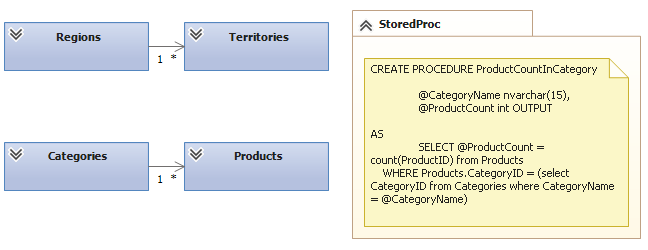 Regions
Territories
1 *
Categories
Products
1 *
StoredProc
CREATE PROCEDURE ProductCountInCategory
@CategoryName nvarchar(15),
@ProductCount int OUTPUT
AS
SELECT @ProductCount =
count(ProductID) from Products
WHERE Products.CategoryID = (select
CategoryID from Categories where CategoryName
= @CategoryName)